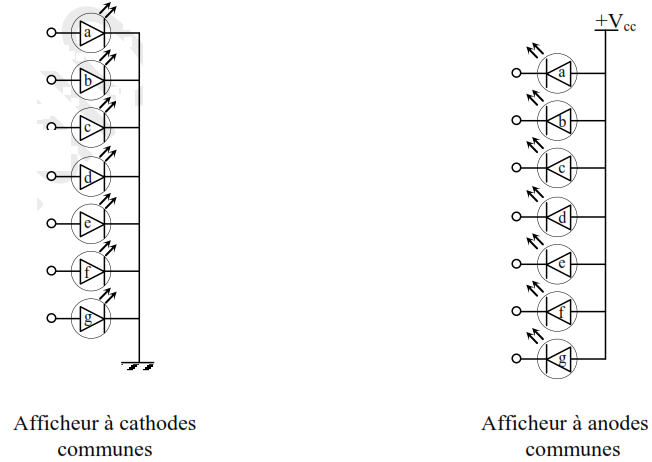 a
b
c
d
e
f
g
+Vcc
a
b
c
d
e
f
g
Afficheur à cathodes
communes
Afficheur à anodes
communes